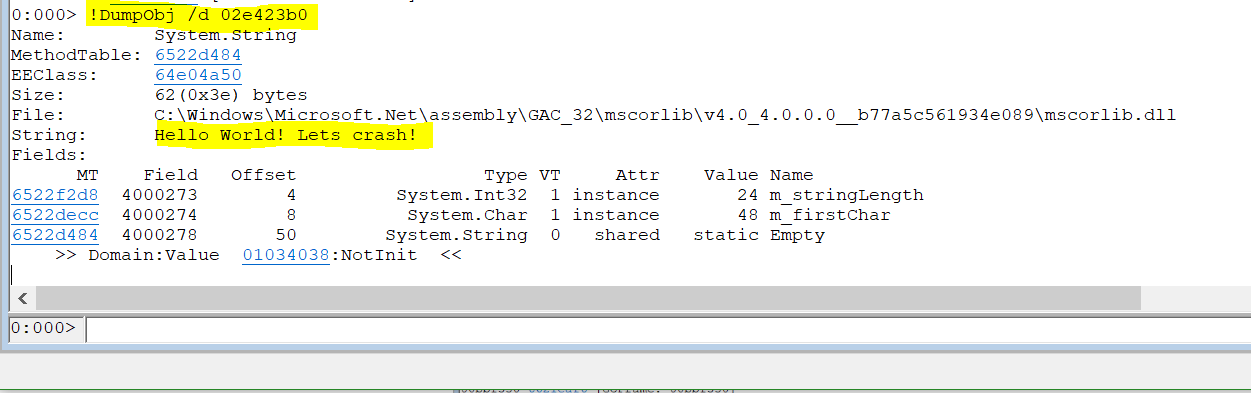 0:000> !DumpObj /d 02e423b0
Name: System.String
MethodTable: 6522d484
EEClass: 64e04a50
Size: 62(0x3e) bytes
File: C:\Windows\Microsoft.Net\assembly\GAC_32\mscorlib\v4.0_4.0.0.0__b77a5c561934e089\mscorlib.dll
String: Hello World! Lets crash!
Fields:
MT Field Offset Type VT Attr Value Name
6522f2d8 4000273 4 System.Int32 1 instance 24 m_stringLength
6522decc 4000274 8 System.Char 1 instance 48 m_firstChar
6522d484 4000278 50 System.String 0 shared static Empty
>> Domain:Value 01034038:NotInit <<
0:000>